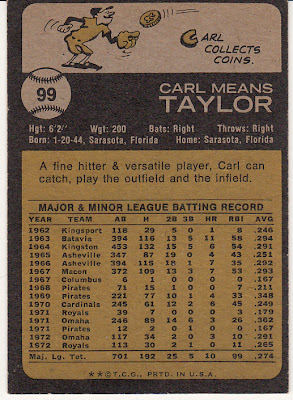 CARL
COLLECTS
COINS.
99
CARL MEANS
TAYLOR
Hgt: 6'2" Wgt: 200 Bats: Right Throws: Right
Born: 1-20-44, Sarasota, Florida Home: Sarasota, Florida
A fine hitter & versatile player, Carl can
catch, play the outfield and the infield.
MAJOR & MINOR LEAGUE BATTING RECORD
YEAR TEAM AB H 2B 3B HR RBI AVG
1962 Kingsport 118 29 5 0 1 8 .246
1963 Batavia 394 116 13 5 11 58 .294
1964 Kingston 455 132 15 6 5 54 .291
1965 Asheville 347 87 19 0 4 43 .251
1966 Asheville 394 115 18 1 7 35 .292
1967 Macon 372 109 13 3 7 53 .293
1967 Columbus 6 1 0 0 0 0 .167
1968 Pirates 71 15 1 0 0 7 .211
1969 Pirates 221 77 10 1 4 33 .348
1970 Cardinals 245 61 12 2 6 45 .249
1971 Royals 39 7 0 0 0 3 .179
1971 Omaha 246 89 14 6 3 36 .362
1971 Pirates 12 2 0 1 0 0 .167
1972 Omaha 117 34 2 0 3 10 .291
1972 Royals 113 30 2 1 0 11 .265
Maj. Lg. Tot. 701 192 25 5 10 99 .274
**© T.C.G., PRTD. IN U.S.A.